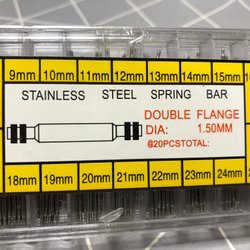 9mm 10mm 11mm 12mm 13mm 14mm 15mm
STAINLESS STEEL SPRING BAR
DOUBLE FLANGE
DIA: 1.50MM
@20PCSTOTAL:
18mm 19mm 20mm 21mm 22mm 23mm 24mm